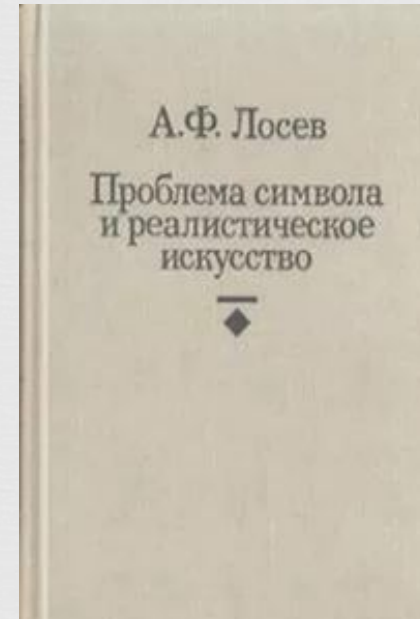 А.Ф. Лосев
Проблема символа
и реалистическое
искусство